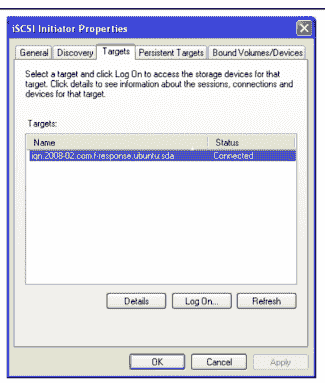 iSCSI Initiator Properties
General Discovery Targets Persistent Targets Bound Volumes/Devices
Select a target and click Log On to access the storage devices for that
target. Click details to see information about the sessions, connections and
devices for that target.
Targets:
Name Status
iqn.2008-02.com.f-response.ubuntu:sda Connected
Details Log On... Refresh
OK Cancel Apply